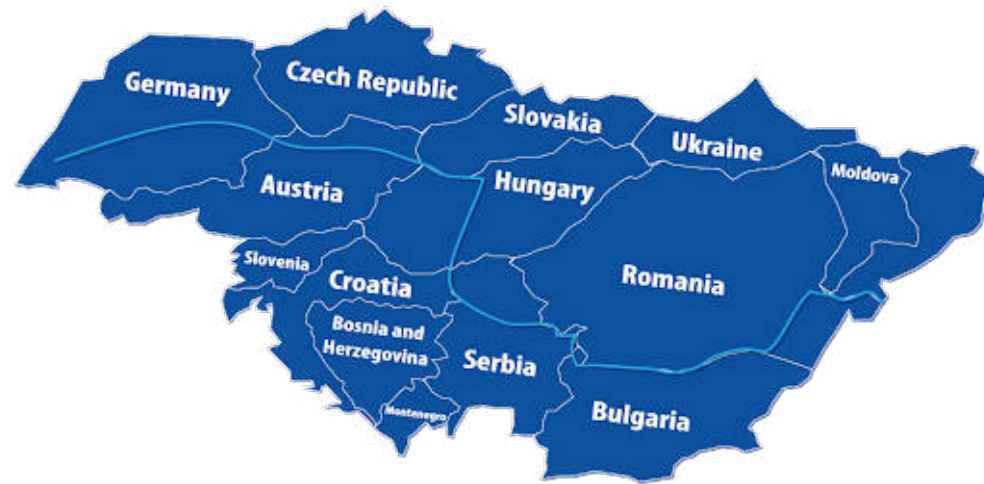 Germany
Czech Republic
Slovakia
Ukraine
Moldova
Austria
Hungary
Slovenia
Croatia
Romania
Bosnia and
Herzegovina
Serbia
Montenegro
Bulgaria